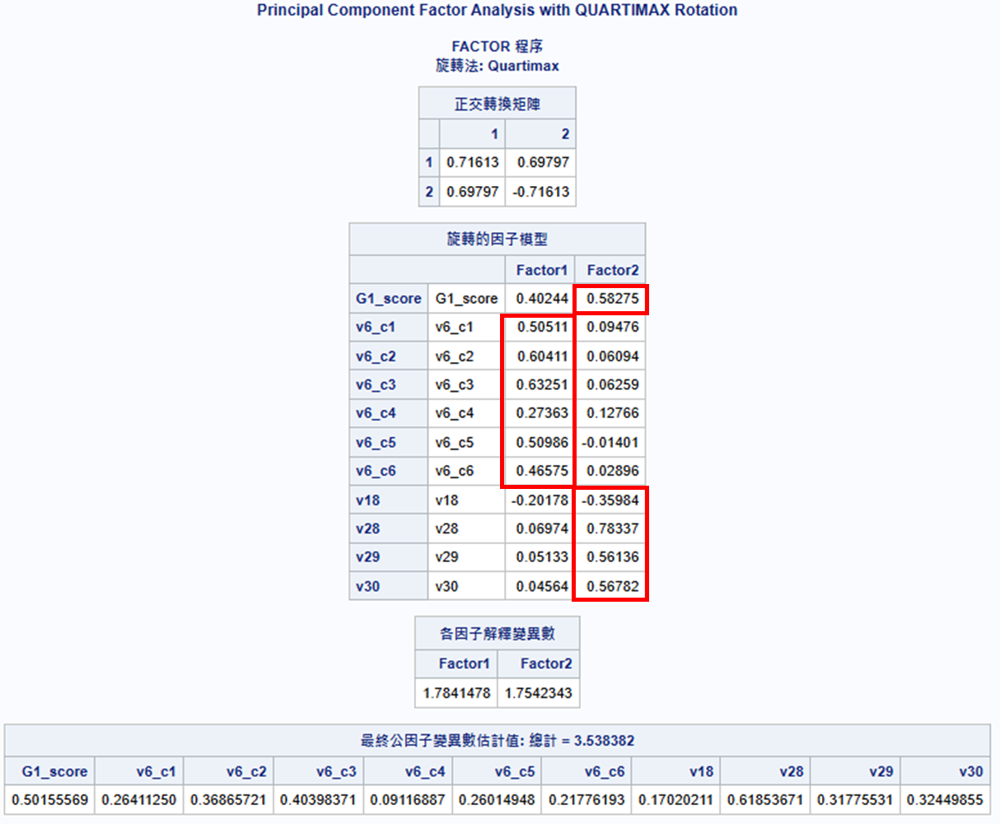 Principal Component Factor Analysis with QUARTIMAX Rotation
FACTOR 程序
旋轉法: Quartimax
正交轉換矩陣
1 2
1 0.71613 0.69797
2 0.69797 -0.71613
旋轉的因子模型
Factor1 Factor2
G1_score G1_score 0.40244 0.58275
v6_c1 v6_c1 0.50511 0.09476
v6_c2 v6_c2 0.60411 0.06094
v6_c3 v6_c3 0.63251 0.06259
v6_c4 v6_c4 0.27363 0.12766
v6_c5 v6_c5 0.50986 -0.01401
v6_c6 v6_c6 0.46575 0.02896
v18 v18 -0.20178 -0.35984
v28 v28 0.06974 0.78337
v29 v29 0.05133 0.56136
v30 v30 0.04564 0.56782
各因子解釋變異數
Factor1 Factor2
1.7841478 1.7542343
最終公因子變異數估計值: 總計 = 3.538382
G1_score v6_c1 v6_c2 v6_c3 v6_c4 v6_c5 v6_c6 v18 v28 v29 v30
0.50155569 0.26411250 0.36865721 0.40398371 0.09116887 0.26014948 0.21776193 0.17020211 0.61853671 0.31775531 0.32449855